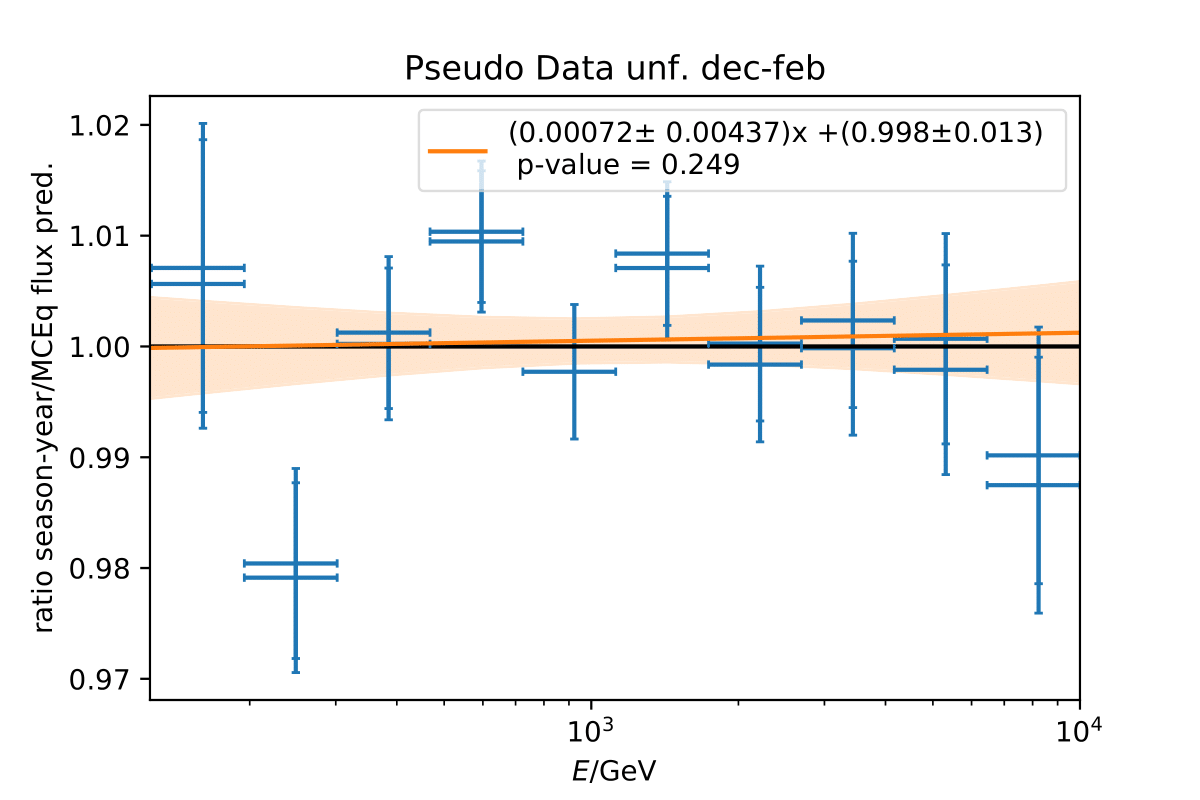 Pseudo Data unf. dec-feb
(0.00072± 0.00437)x +(0.998±0.013)
p-value = 0.249
ratio season-year/MCEq flux pred.
1.02
1.01
1.00
0.99
0.98
0.97
10³
10⁴
E/GeV